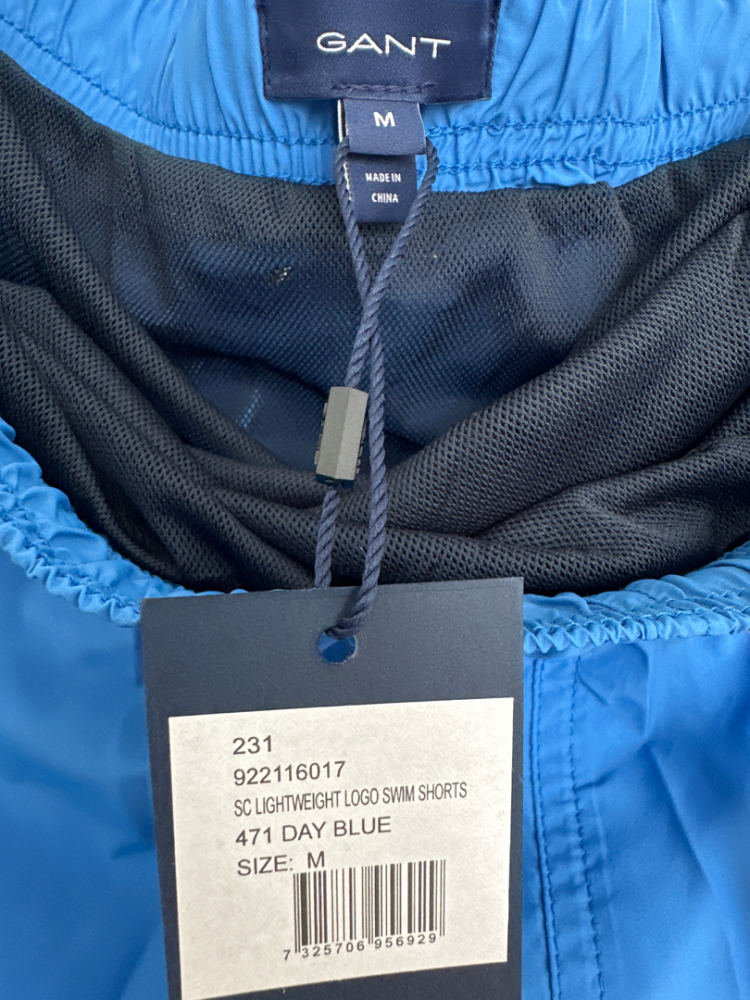 GANT
M
MADE IN
CHINA
231
922116017
SC LIGHTWEIGHT LOGO SWIM SHORTS
471 DAY BLUE
SIZE: M
7 325706 956929